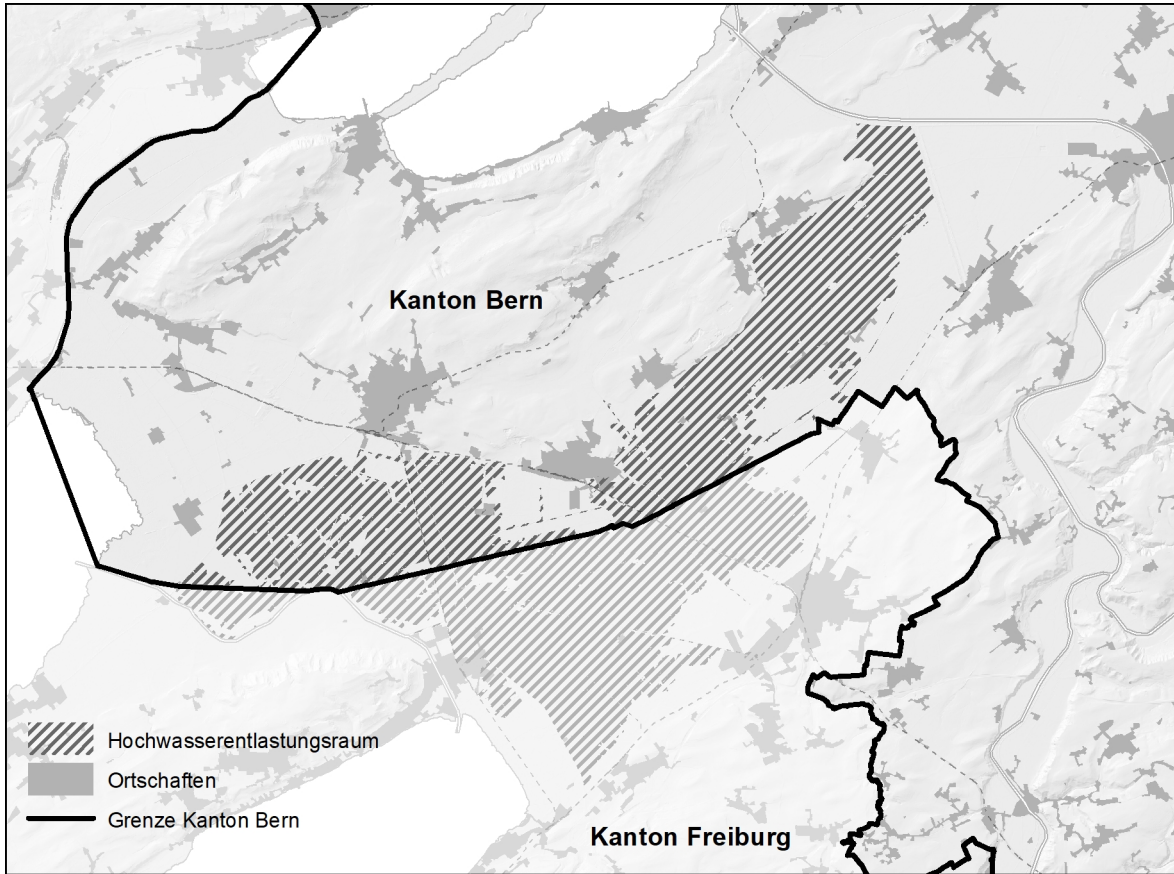 Kanton Bern
Hochwasserentlastungsraum
Ortschaften
Grenze Kanton Bern
Kanton Freiburg